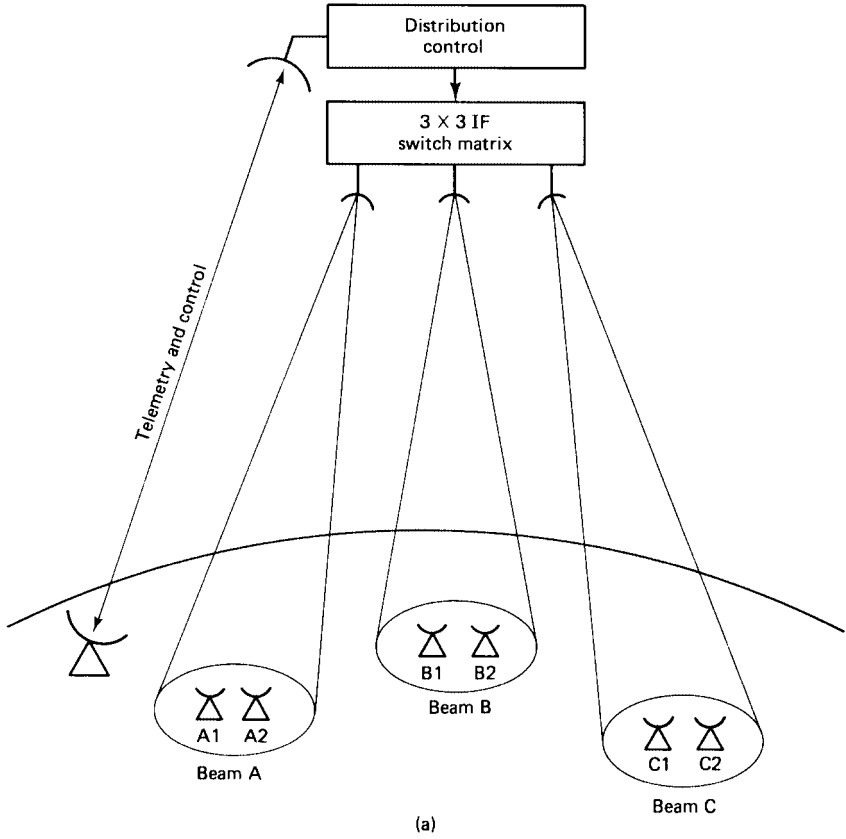 Distribution
control
3 X 3 IF
switch matrix
Telemetry and control
B1 B2
Beam B
A1 A2
Beam A
C1 C2
Beam C
(a)